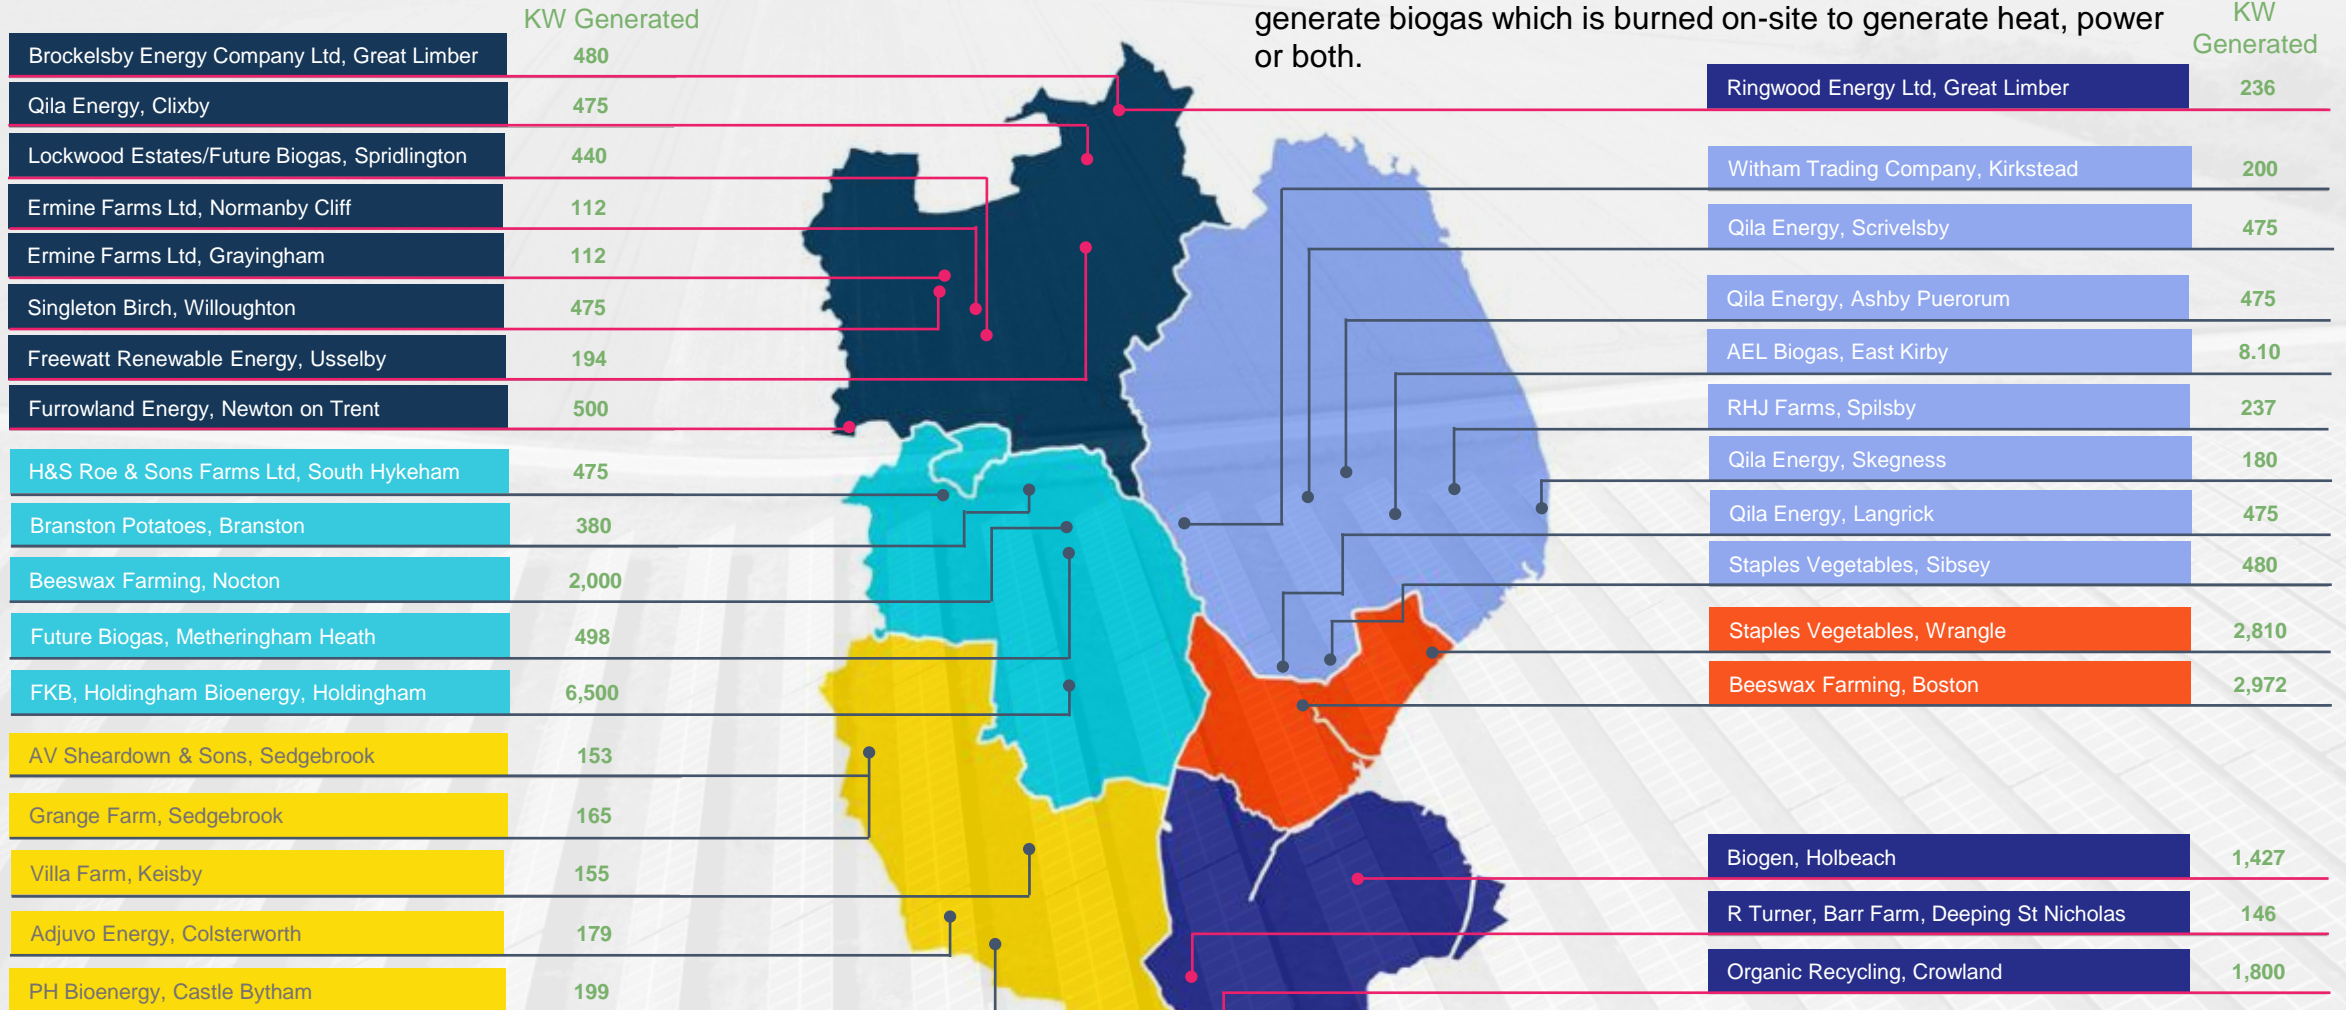 KW Generated
Brockelsby Energy Company Ltd, Great Limber 480
Qila Energy, Clixby 475
Lockwood Estates/Future Biogas, Spridlington 440
Ermine Farms Ltd, Normanby Cliff 112
Ermine Farms Ltd, Grayingham 112
Singleton Birch, Willoughton 475
Freewatt Renewable Energy, Usselby 194
Furrowland Energy, Newton on Trent 500
H&S Roe & Sons Farms Ltd, South Hykeham 475
Branston Potatoes, Branston 380
Beeswax Farming, Nocton 2,000
Future Biogas, Metheringham Heath 498
FKB, Holdingham Bioenergy, Holdingham 6,500
AV Sheardown & Sons, Sedgebrook 153
Grange Farm, Sedgebrook 165
Villa Farm, Keisby 155
Adjuvo Energy, Colsterworth 179
PH Bioenergy, Castle Bytham 199
generate biogas which is burned on-site to generate heat, power
or both.
KW
Generated
Ringwood Energy Ltd, Great Limber 236
Witham Trading Company, Kirkstead 200
Qila Energy, Scrivelsby 475
Qila Energy, Ashby Puerorum 475
AEL Biogas, East Kirby 8.10
RHJ Farms, Spilsby 237
Qila Energy, Skegness 180
Qila Energy, Langrick 475
Staples Vegetables, Sibsey 480
Staples Vegetables, Wrangle 2,810
Beeswax Farming, Boston 2,972
Biogen, Holbeach 1,427
R Turner, Barr Farm, Deeping St Nicholas 146
Organic Recycling, Crowland 1,800